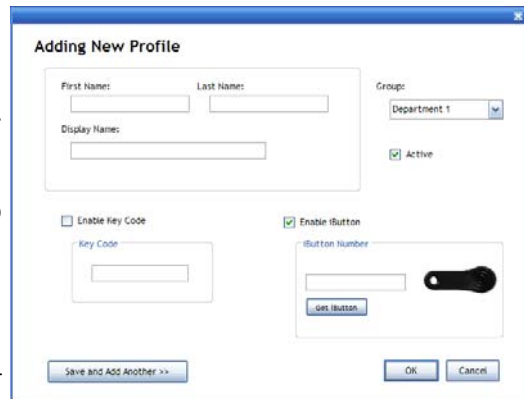 Adding New Profile
First Name: Last Name: Group:
Department 1
Display Name:
Active
Enable Key Code Enable iButton
Key Code iButton Number
Get iButton
Save and Add Another >> OK Cancel